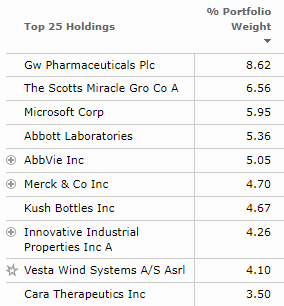 % Portfolio
Top 25 Holdings Weight
Gw Pharmaceuticals Plc 8.62
The Scotts Miracle Gro Co A 6.56
Microsoft Corp 5.95
Abbott Laboratories 5.36
AbbVie Inc 5.05
Merck & Co Inc 4.70
Kush Bottles Inc 4.67
Innovative Industrial 4.26
Properties Inc A
Vesta Wind Systems A/S Asrl 4.10
Cara Therapeutics Inc 3.50